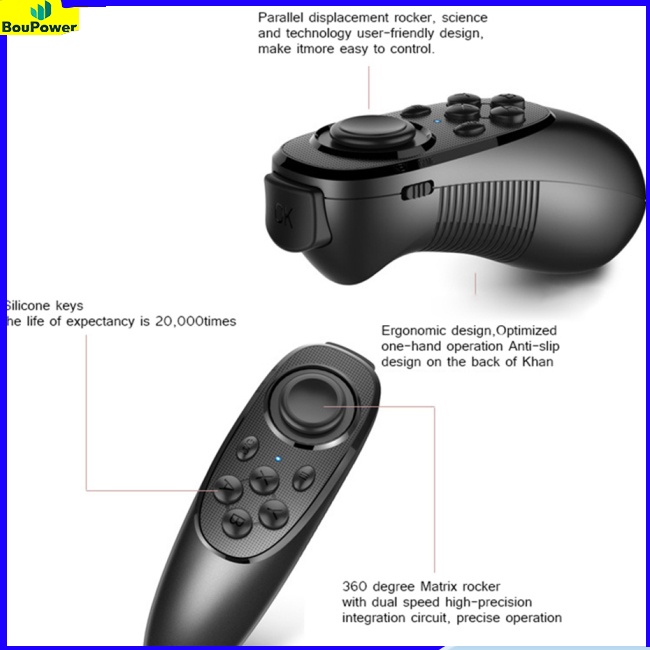 BouPower
Parallel displacement rocker, science
and technology user-friendly design,
make itmore easy to control.
OK
Silicone keys
he life of expectancy is 20,000times
Ergonomic design,Optimized
one-hand operation Anti-slip
design on the back of Khan
360 degree Matrix rocker
with dual speed high-precision
integration circuit, precise operation